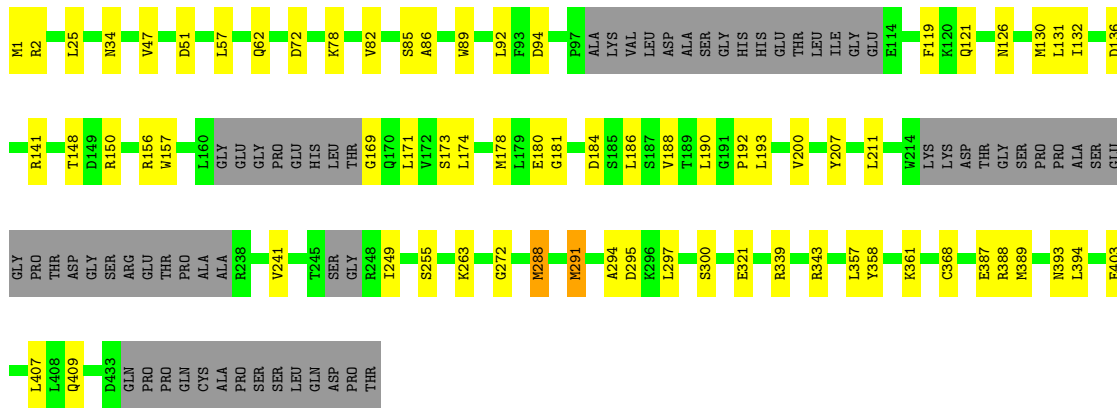 M1 R2 L25 N34 V47 D51 L57 Q62 D72 K78 V82 S85 A86 W89 L92 F93 D94 P97 ALA LYS VAL LEU ASP ALA SER GLY HIS HIS GLU THR LEU ILE GLY GLU E114 F119 K120 Q121 N126 M130 L131 I132 D136
R141 T148 D149 R150 R156 W157 L160 GLY GLU GLY PRO GLU HIS LEU THR G169 Q170 L171 V172 S173 L174 M178 L179 E180 G181 D184 S185 L186 S187 V188 T189 L190 G191 P192 L193 V200 Y207 L211 W214 LYS LYS ASP THR GLY SER PRO PRO ALA SER GLU
GLY PRO THR ASP GLY SER ARG GLU THR PRO ALA ALA R238 V241 T245 SER GLY R248 I249 S255 K263 G272 M288 M291 A294 D295 K296 L297 S300 E321 R339 R343 L357 Y358 K361 C368 E387 R388 M389 N393 L394 E403
L407 L408 Q409 D433 GLN PRO PRO GLN CYS ALA PRO SER SER LEU GLN ASP PRO THR